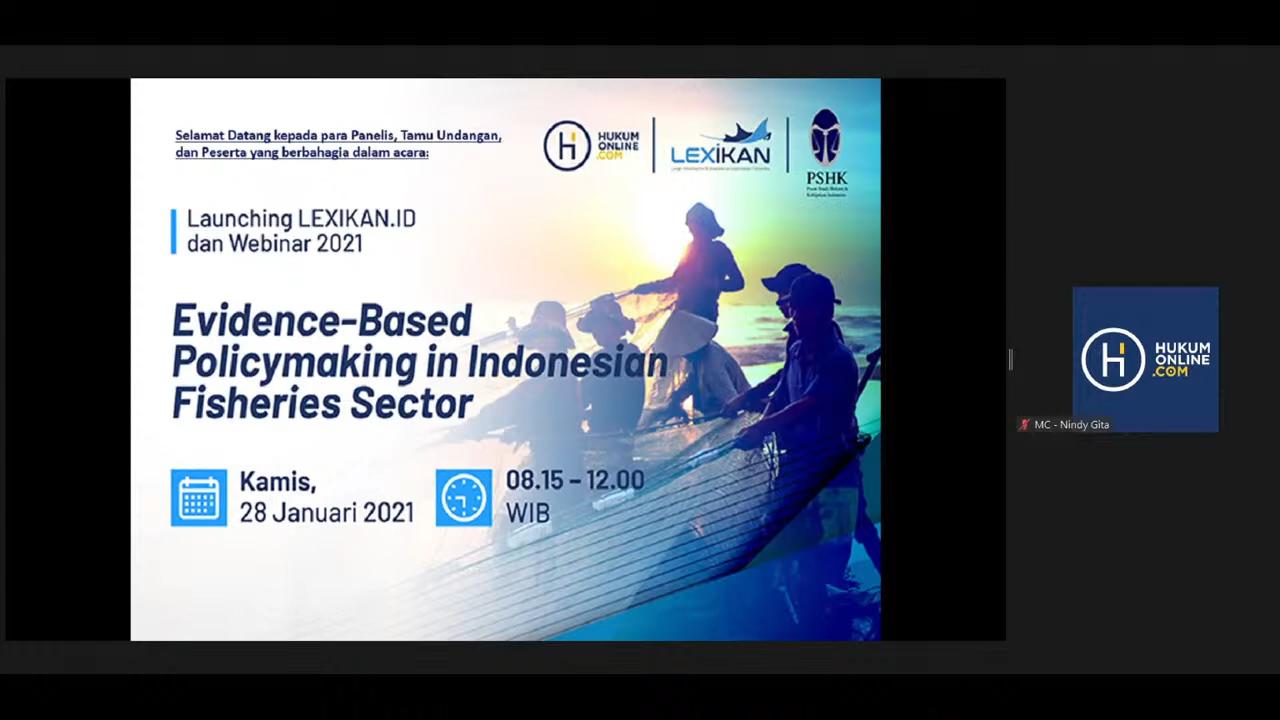 Selamat Datang kepada para Panelis, Tamu Undangan,
dan Peserta yang berbahagia dalam acara:
HUKUM
ONLINE
.COM
LEXIKAN
PSHK
Launching LEXIKAN.ID
dan Webinar 2021
Evidence-Based
Policymaking in Indonesian
Fisheries Sector
Kamis,
28 Januari 2021
08.15 – 12.00
WIB
H
HUKUM
ONLINE
.COM
MC - Nindy Gita